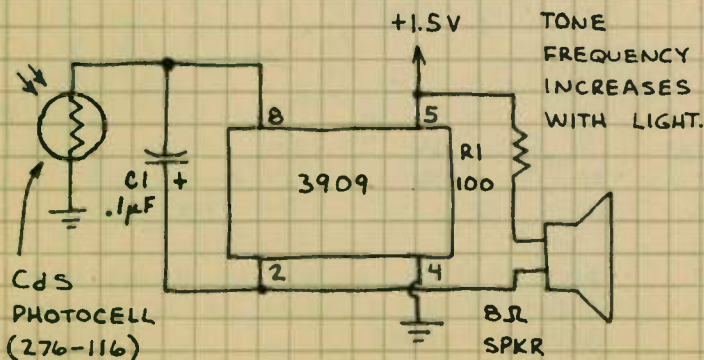 +1.5V
TONE
FREQUENCY
INCREASES
WITH LIGHT.
8
5
R1
100
3909
C1
+
.1µF
2
4
CdS
PHOTOCELL
(276-116)
8Ω
SPKR